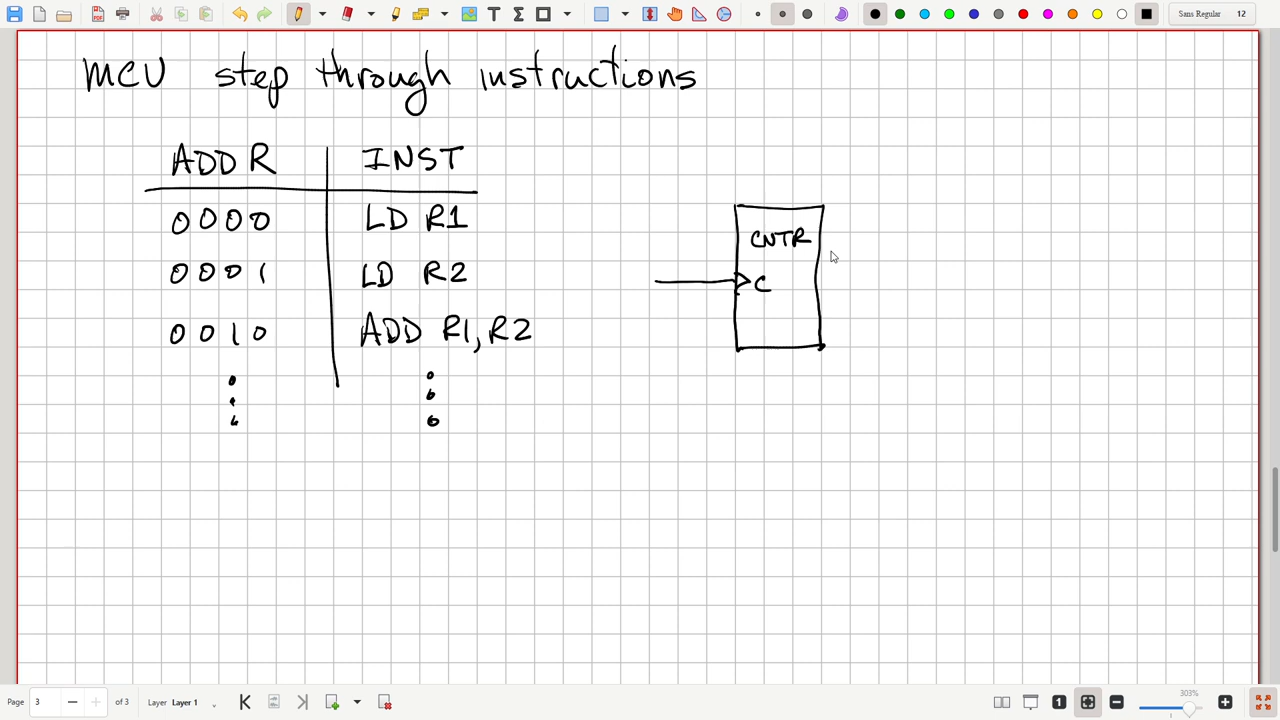 Sans Regular 12
MCU step through instructions
ADDR INST
0000 LD R1
0001 LD R2
0010 ADD R1, R2
CNTR
C
Page 3 of 3 Layer Layer 1 303%